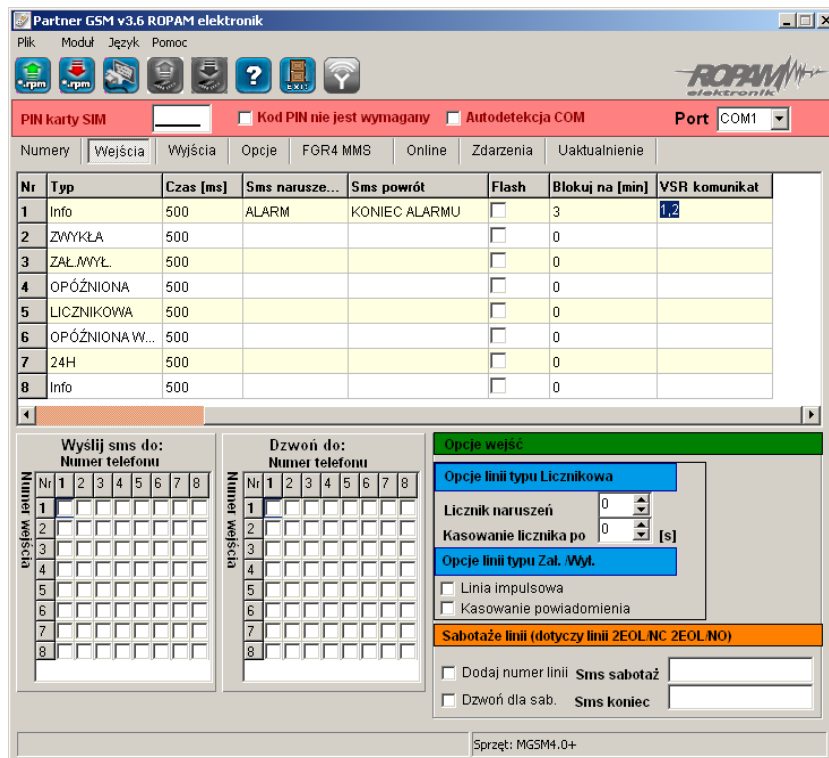 Partner GSM v3.6 ROPAM elektronik
Plik Moduł Język Pomoc
*.rpm *.rpm ? EXIT ROPAM elektronik
PIN karty SIM Kod PIN nie jest wymagany Autodetekcja COM Port COM1
Numery Wejścia Wyjścia Opcje FGR4 MMS Online Zdarzenia Uaktualnienie
Nr Typ Czas [ms] Sms narusze... Sms powrót Flash Blokuj na [min] VSR komunikat
1 Info 500 ALARM KONIEC ALARMU 3 1,2
2 ZWYKŁA 500 0
3 ZAŁ./WYŁ. 500 0
4 OPÓŹNIONA 500 0
5 LICZNIKOWA 500 0
6 OPÓŹNIONA W... 500 0
7 24H 500 0
8 Info 500 0
Wyślij sms do:
Numer telefonu
Numer wejścia
Nr 1 2 3 4 5 6 7 8
1
2
3
4
5
6
7
8
Dzwoń do:
Numer telefonu
Numer wejścia
Nr 1 2 3 4 5 6 7 8
1
2
3
4
5
6
7
8
Opcje wejść
Opcje linii typu Licznikowa
Licznik naruszeń 0
Kasowanie licznika po 0 [s]
Opcje linii typu Zał. /Wył.
Linia impulsowa
Kasowanie powiadomienia
Sabotaże linii (dotyczy linii 2EOL/NC 2EOL/NO)
Dodaj numer linii Sms sabotaż
Dzwoń dla sab. Sms koniec
Sprzęt: MGSM4.0+